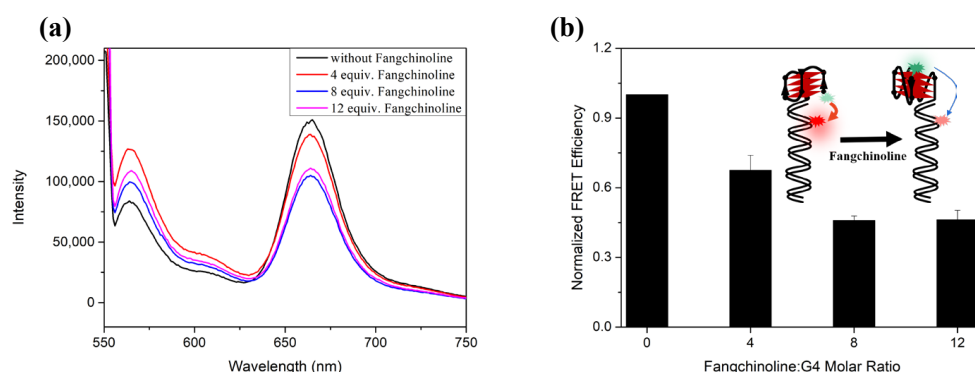 (a)
200,000
150,000
100,000
50,000
0
Intensity
550
600
650
700
750
Wavelength (nm)
without Fangchinoline
4 equiv. Fangchinoline
8 equiv. Fangchinoline
12 equiv. Fangchinoline
(b)
1.2
0.9
0.6
0.3
0.0
Normalized FRET Efficiency
0
4
8
12
Fangchinoline:G4 Molar Ratio
Fangchinoline